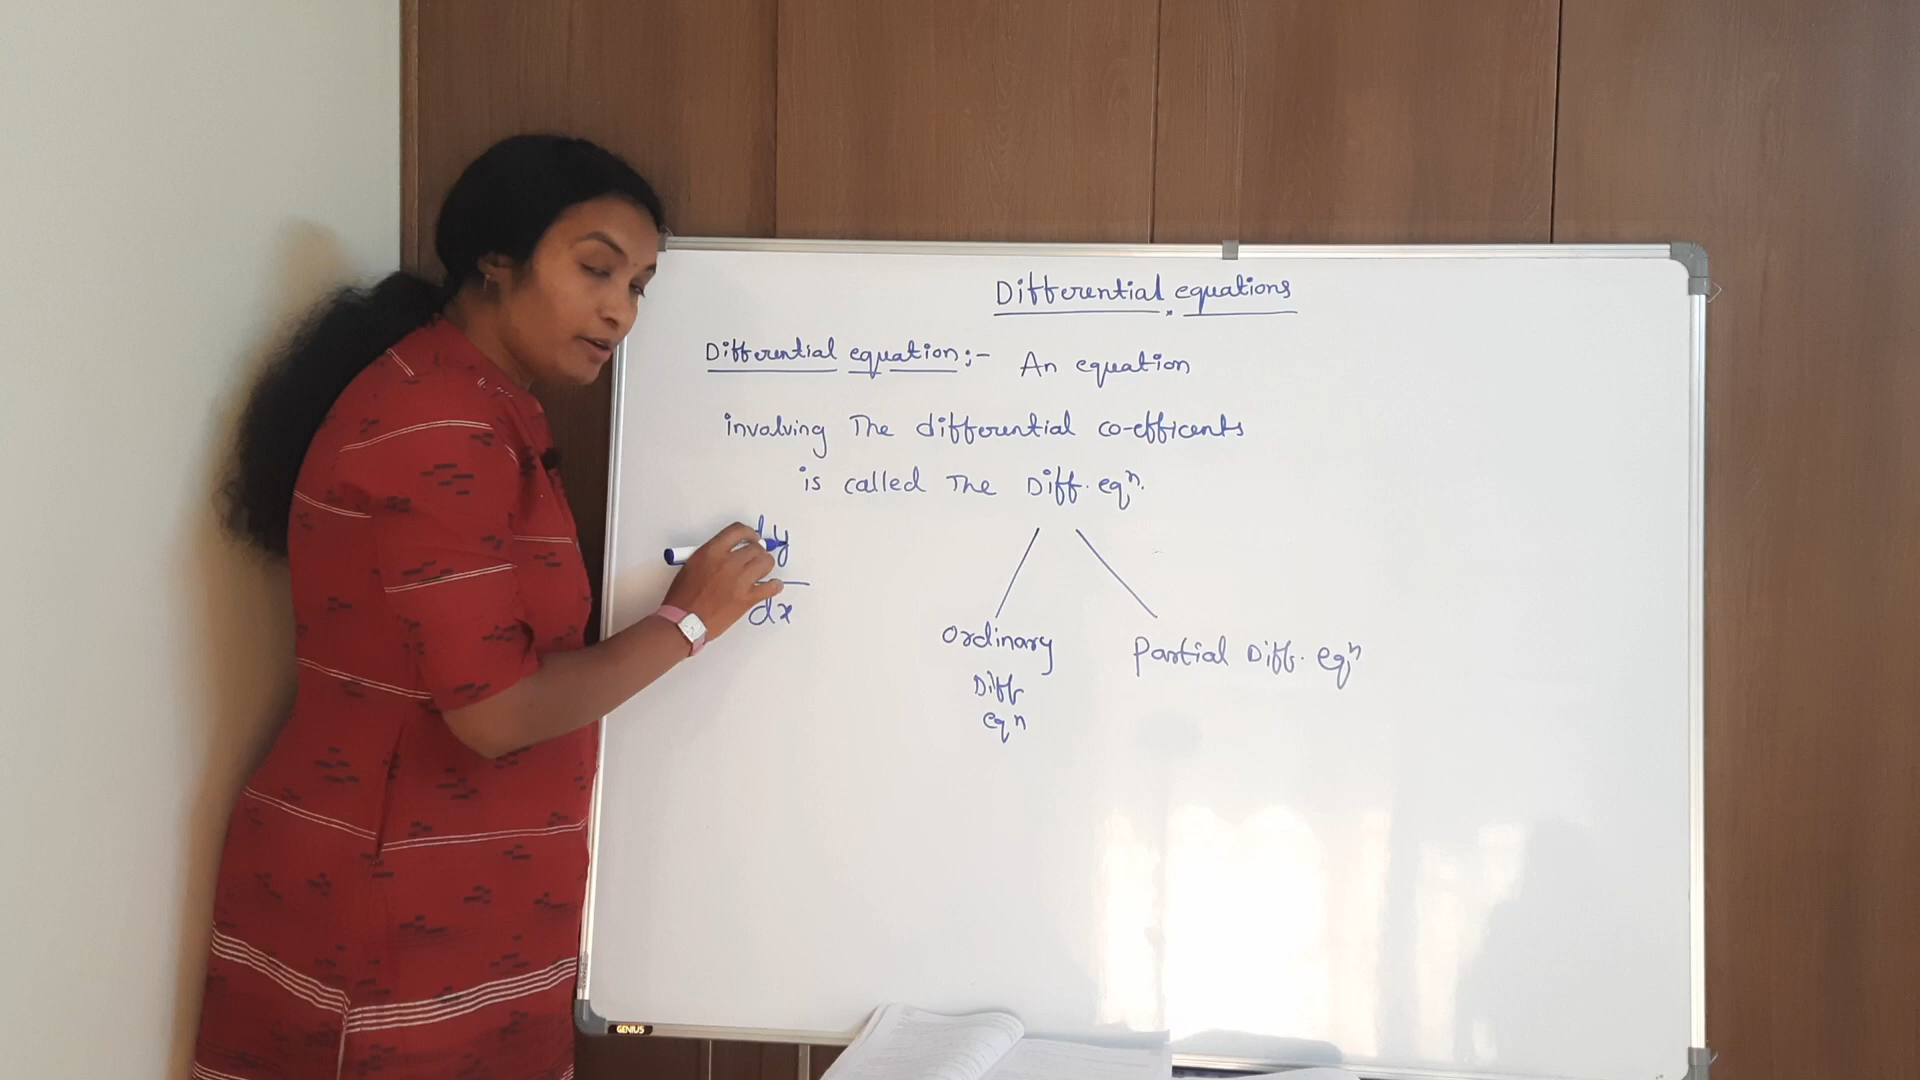 Differential equations
Differential equation :- An equation
involving The differential co-efficents
is called The Diff. eqⁿ.
dy
dx
Ordinary
Diff
eq n
Partial Diff. eqⁿ
GENIUS